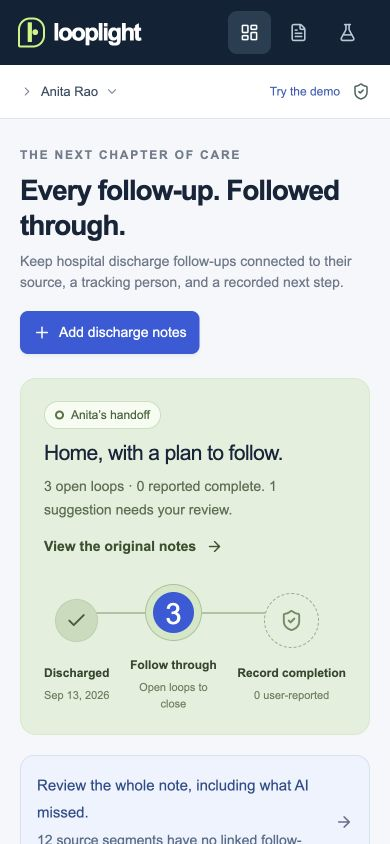 looplight
Anita Rao
Try the demo
THE NEXT CHAPTER OF CARE
Every follow-up. Followed
through.
Keep hospital discharge follow-ups connected to their
source, a tracking person, and a recorded next step.
Add discharge notes
Anita's handoff
Home, with a plan to follow.
3 open loops · 0 reported complete. 1
suggestion needs your review.
View the original notes
3
Discharged
Follow through
Record completion
Sep 13, 2026
Open loops to
close
0 user-reported
Review the whole note, including what AI
missed.
12 source segments have no linked follow-